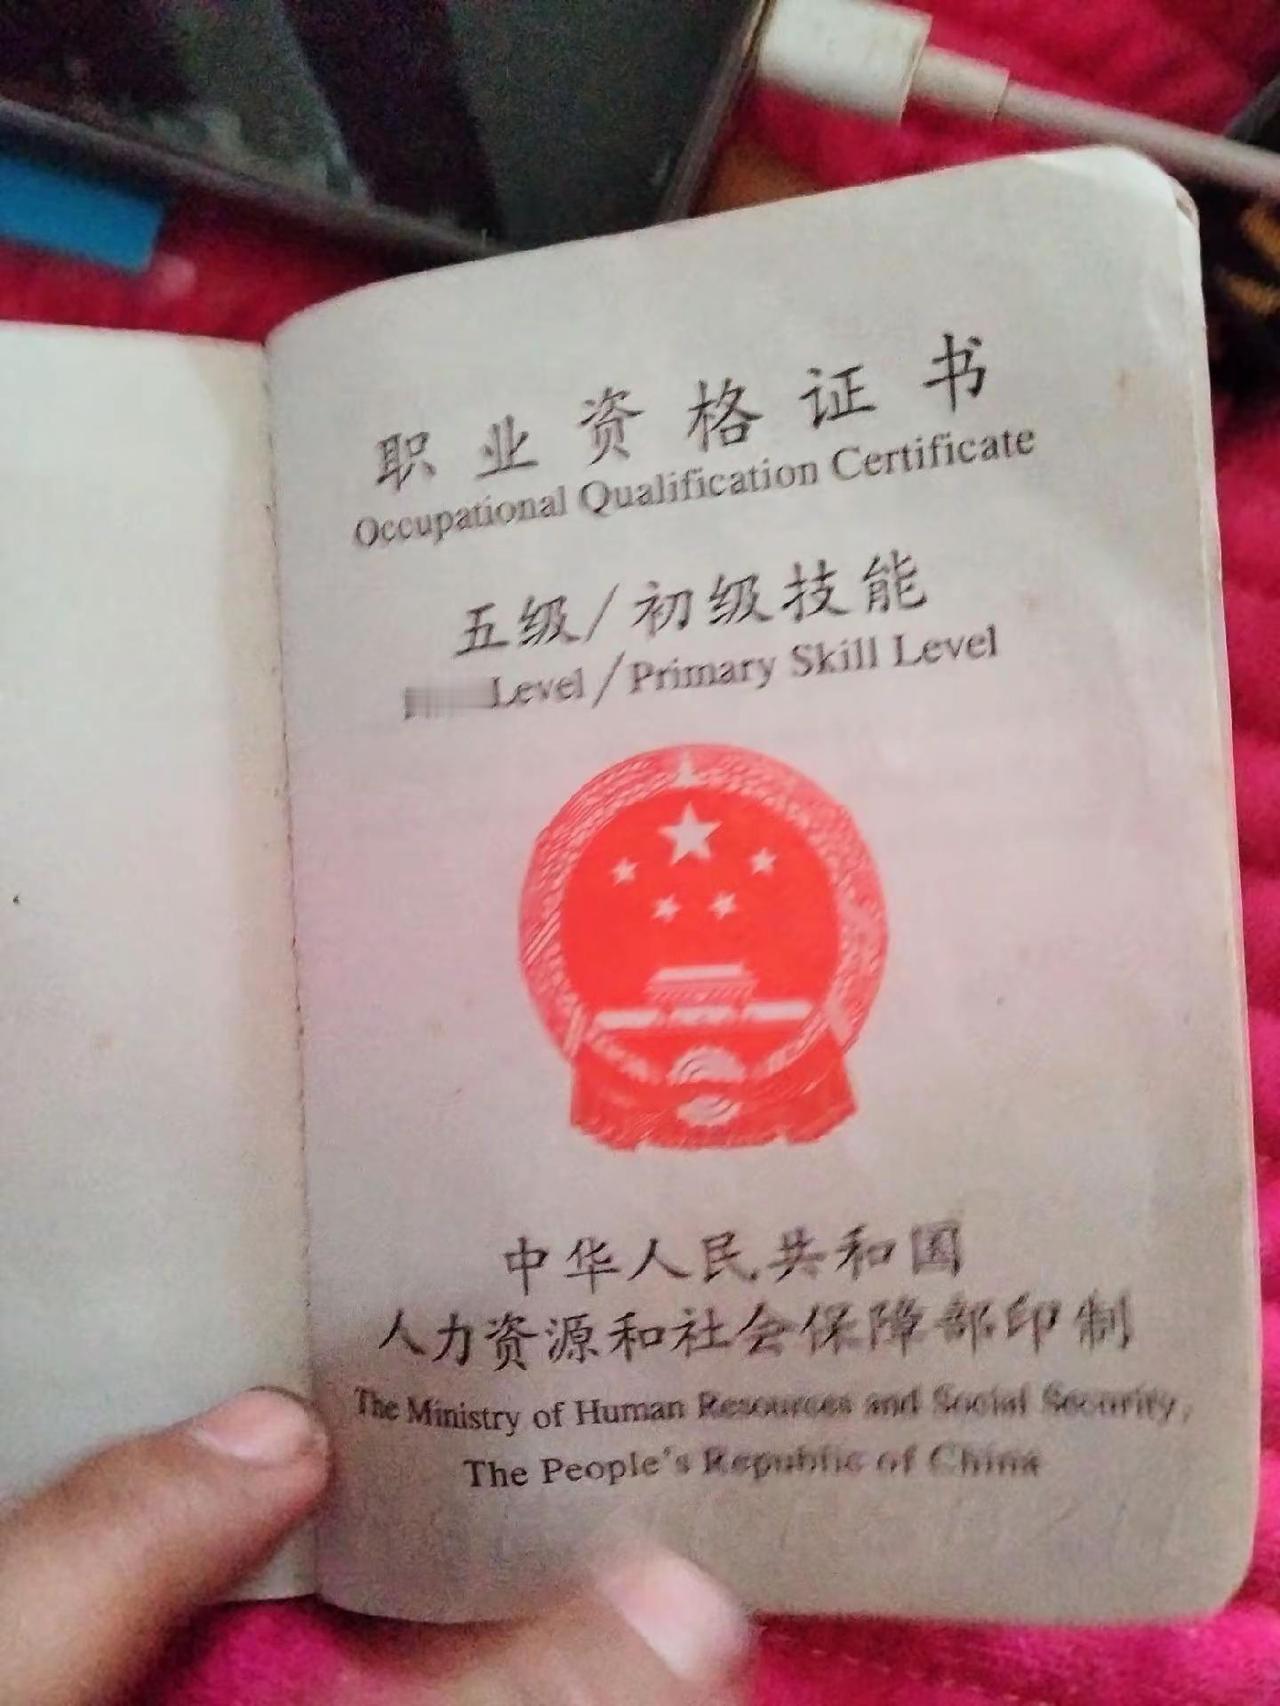 职业资格证书
Occupational Qualification Certificate
五级/初级技能
Level/Primary Skill Level
中华人民共和国
人力资源和社会保障部印制
The Ministry of Human Resources and Social Security,
The People's Republic of China